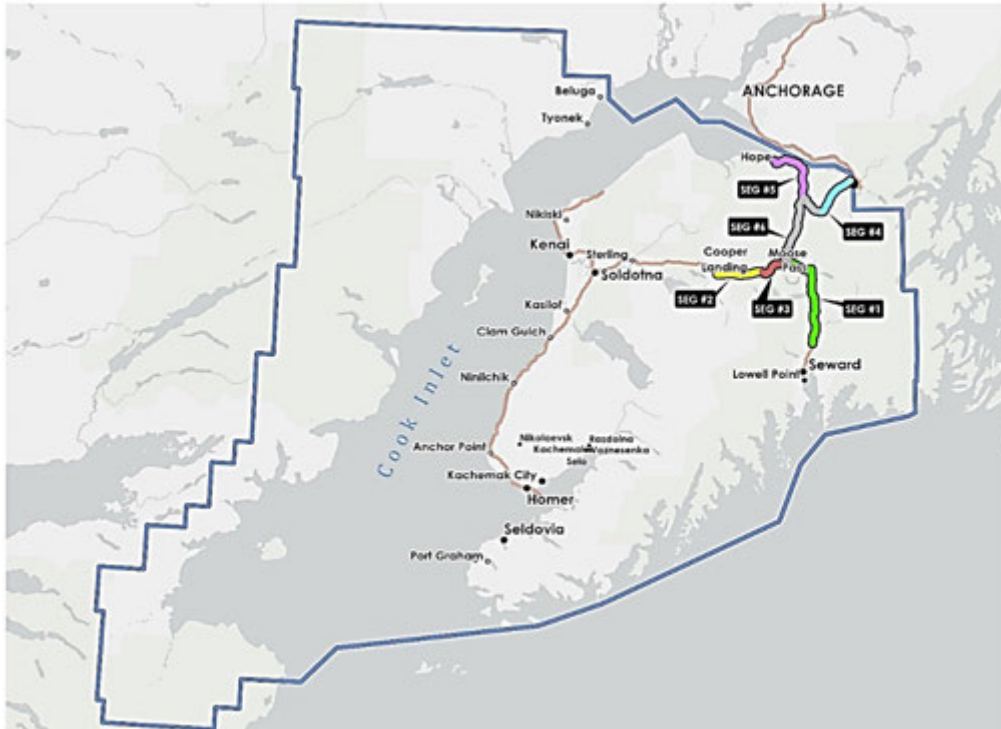 Beluga
ANCHORAGE
Tyonek
Hope
SEG #5
SEG #4
Nikiski
SEG #6
Kenai
Sterling
Cooper
Landing
Moose
Pass
Soldotna
SEG #2
SEG #3
SEG #1
Kasilof
Clam Gulch
Cook Inlet
Seward
Lowell Point
Ninilchik
Nikolaevsk
Razdolna
Kachemak
Voznesenka
Selo
Anchor Point
Kachemak City
Homer
Seldovia
Port Graham